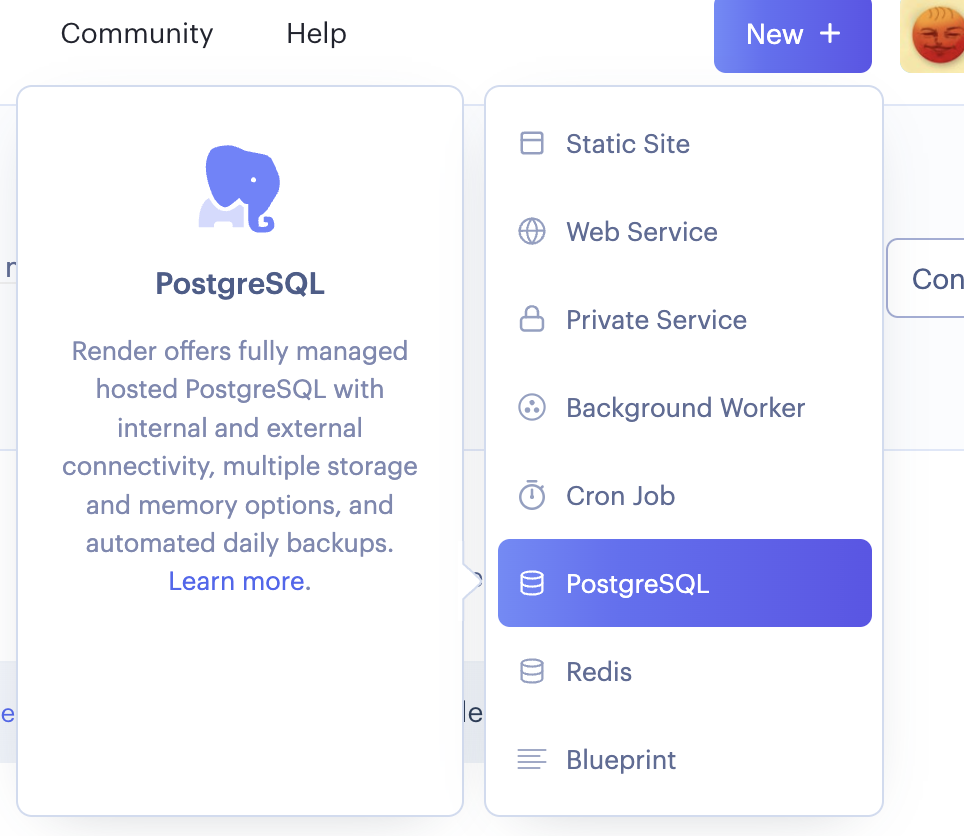 Community
Help
New +
PostgreSQL
Render offers fully managed
hosted PostgreSQL with
internal and external
connectivity, multiple storage
and memory options, and
automated daily backups.
Learn more.
Static Site
Web Service
Private Service
Background Worker
Cron Job
PostgreSQL
Redis
Blueprint
Con